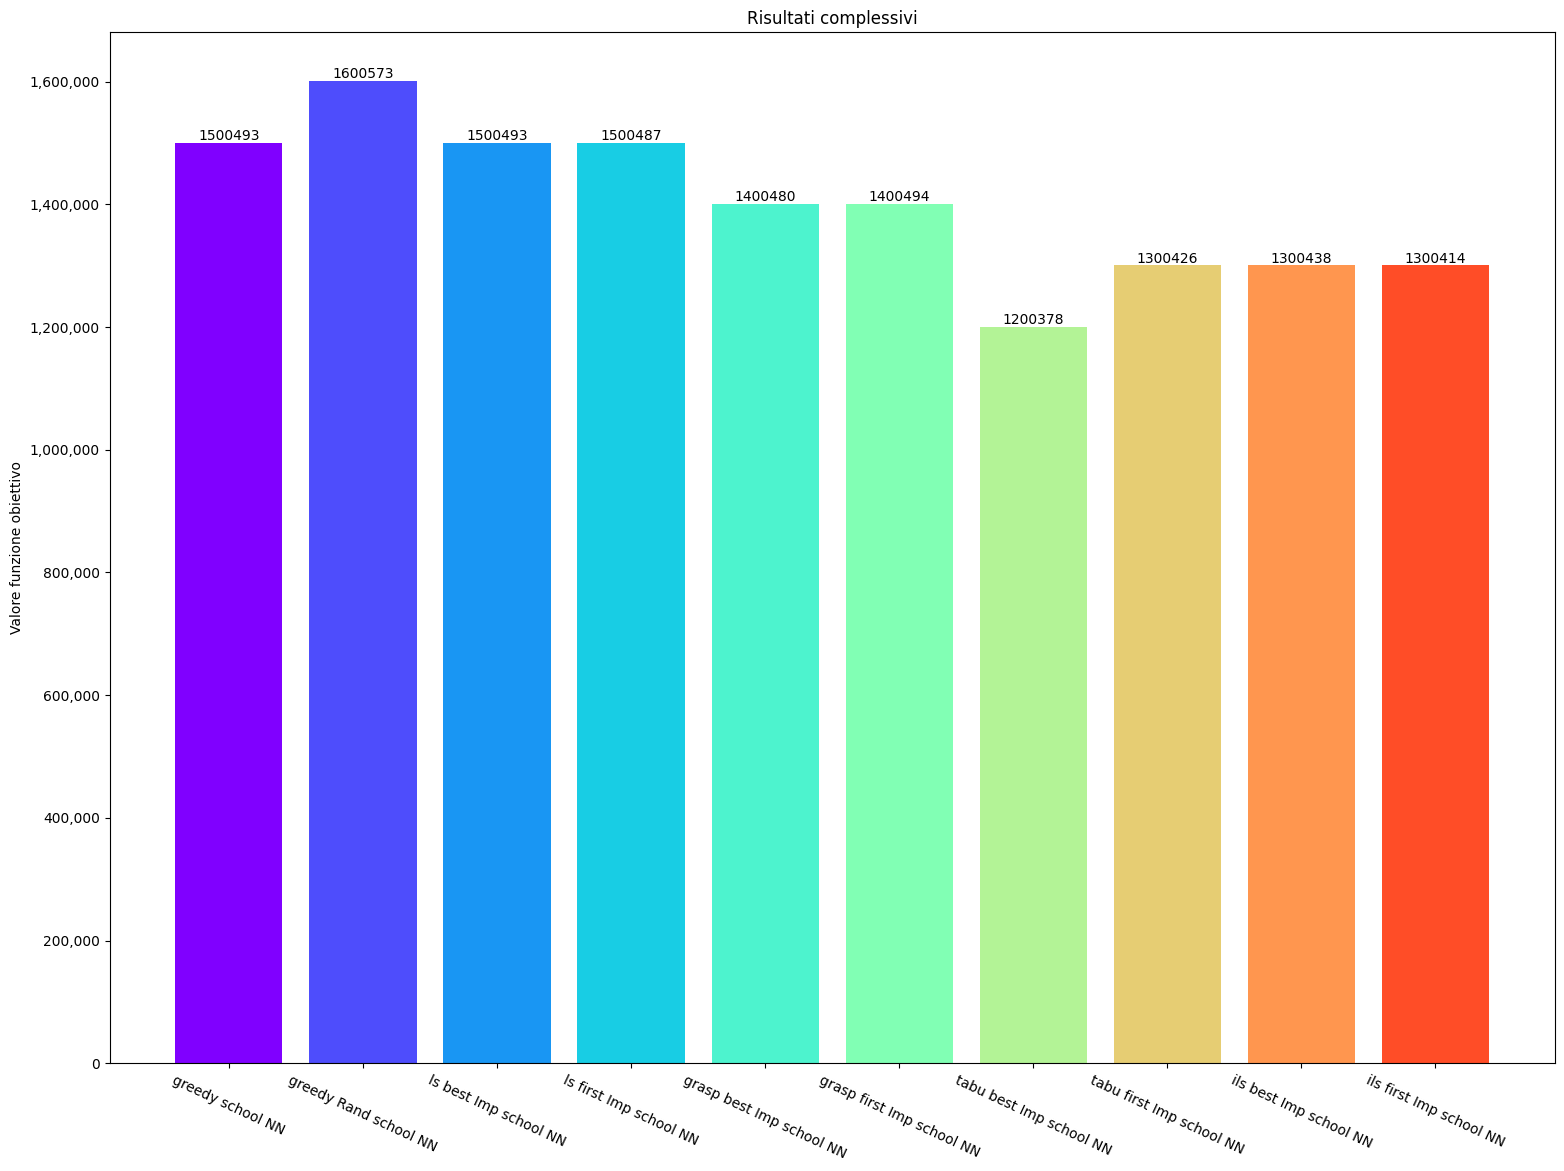 Risultati complessivi
Valore funzione obiettivo
1,600,000
1,400,000
1,200,000
1,000,000
800,000
600,000
400,000
200,000
0
1500493
1600573
1500493
1500487
1400480
1400494
1200378
1300426
1300438
1300414
greedy school NN
greedy Rand school NN
ls best Imp school NN
ls first Imp school NN
grasp best Imp school NN
grasp first Imp school NN
tabu best Imp school NN
tabu first Imp school NN
ils best Imp school NN
ils first Imp school NN